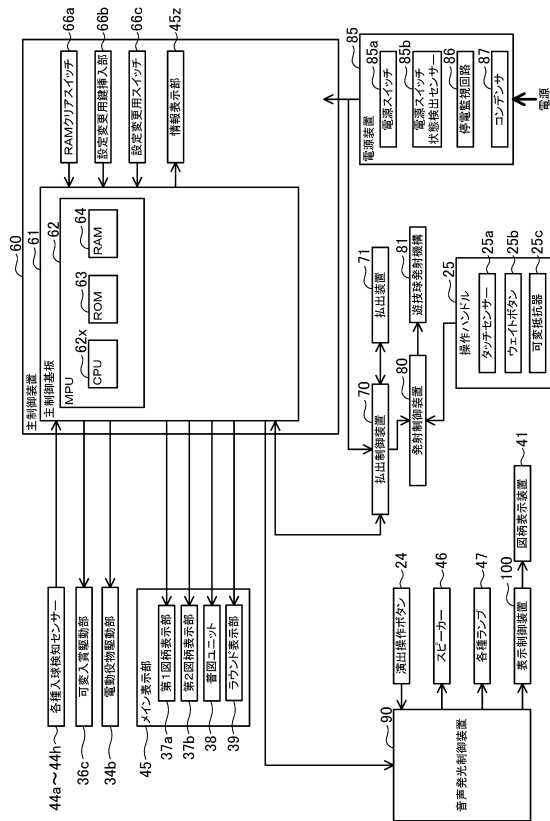 60
主制御装置
61
主制御基板
62
MPU
62x
CPU
63
ROM
64
RAM
66a
RAMクリアスイッチ
66b
設定変更用鍵挿入部
66c
設定変更用スイッチ
45z
情報表示部
44a～44h
各種入球検知センサー
36c
可変入賞駆動部
34b
電動役物駆動部
45
メイン表示部
37a
第1図柄表示部
37b
第2図柄表示部
38
普図ユニット
39
ラウンド表示部
70
払出制御装置
71
払出装置
80
発射制御装置
81
遊技球発射機構
85
電源装置
85a
電源スイッチ
85b
電源スイッチ
状態検出センサー
86
停電監視回路
87
コンデンサ
電源
25
操作ハンドル
25a
タッチセンサー
25b
ウェイトボタン
25c
可変抵抗器
90
音声発光制御装置
24
演出操作ボタン
46
スピーカー
47
各種ランプ
100
表示制御装置
41
図柄表示装置